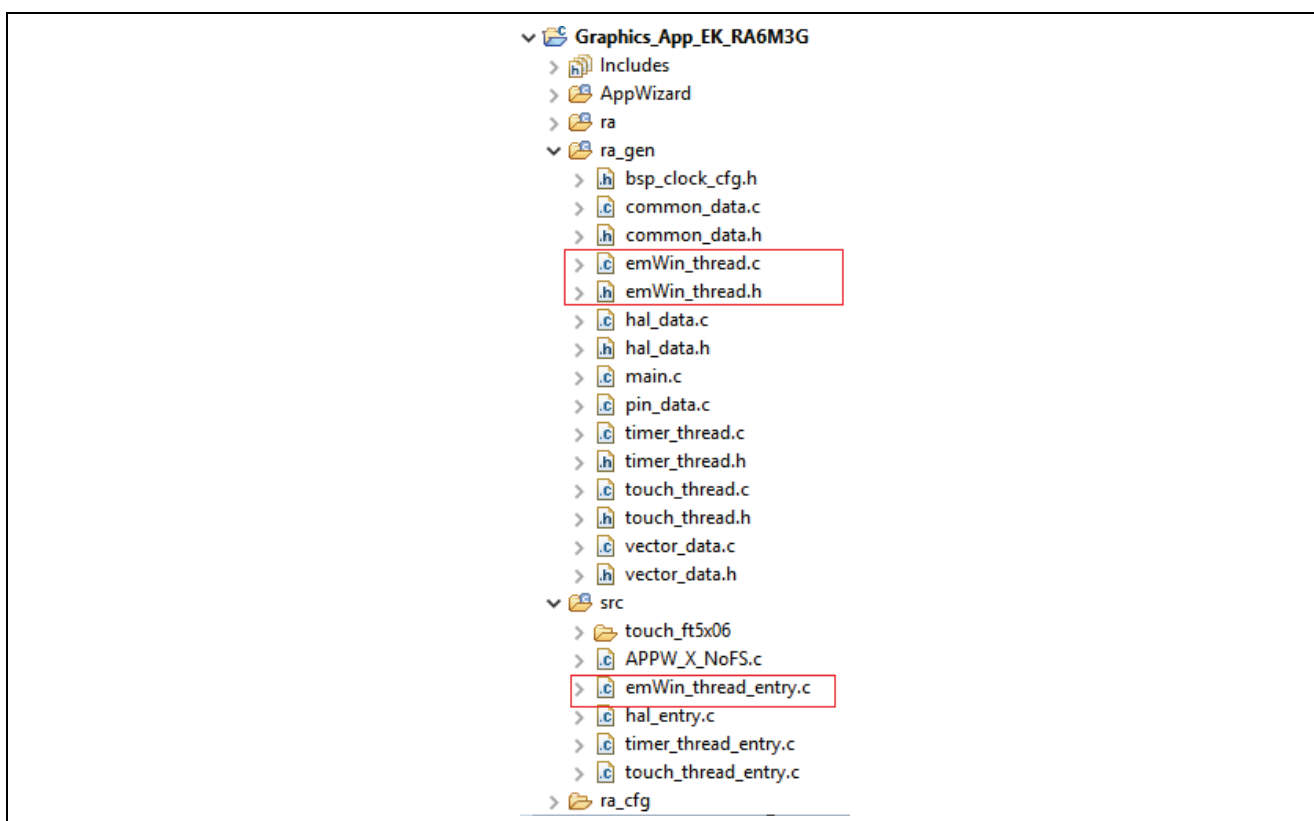 Graphics_App_EK_RA6M3G
Includes
AppWizard
ra
ra_gen
bsp_clock_cfg.h
common_data.c
common_data.h
emWin_thread.c
emWin_thread.h
hal_data.c
hal_data.h
main.c
pin_data.c
timer_thread.c
timer_thread.h
touch_thread.c
touch_thread.h
vector_data.c
vector_data.h
src
touch_ft5x06
APPW_X_NoFS.c
emWin_thread_entry.c
hal_entry.c
timer_thread_entry.c
touch_thread_entry.c
ra_cfg